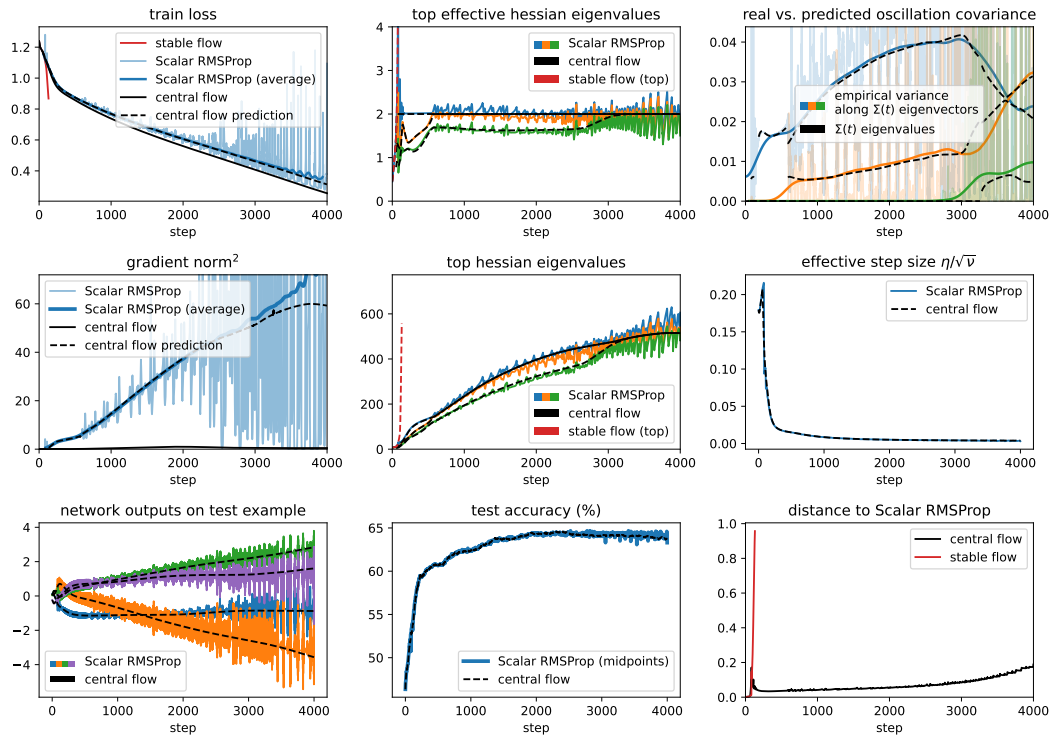 train loss
stable flow
Scalar RMSProp
Scalar RMSProp (average)
central flow
central flow prediction
1.2
1.0
0.8
0.6
0.4
0
1000
2000
3000
4000
step
top effective hessian eigenvalues
Scalar RMSProp
central flow
stable flow (top)
4
3
2
1
0
0
1000
2000
3000
4000
step
real vs. predicted oscillation covariance
empirical variance
along Σ(t) eigenvectors
Σ(t) eigenvalues
0.04
0.03
0.02
0.01
0.00
1000
2000
3000
4000
step
gradient norm²
Scalar RMSProp
Scalar RMSProp (average)
central flow
central flow prediction
60
40
20
0
0
1000
2000
3000
4000
step
top hessian eigenvalues
Scalar RMSProp
central flow
stable flow (top)
600
400
200
0
0
1000
2000
3000
4000
step
effective step size η/√ν
Scalar RMSProp
central flow
0.20
0.15
0.10
0.05
0.00
0
1000
2000
3000
4000
step
network outputs on test example
Scalar RMSProp
central flow
4
2
0
−2
−4
0
1000
2000
3000
4000
step
test accuracy (%)
Scalar RMSProp (midpoints)
central flow
65
60
55
50
0
1000
2000
3000
4000
step
distance to Scalar RMSProp
central flow
stable flow
1.0
0.8
0.6
0.4
0.2
0.0
0
1000
2000
3000
4000
step